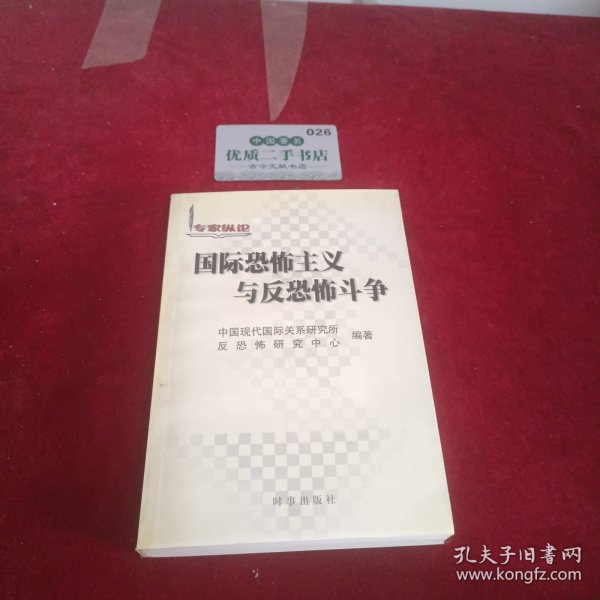 026
中国著名
优质二手书店
古今文献书店
专家纵论
国际恐怖主义
与反恐怖斗争
中国现代国际关系研究所
反恐怖研究中心
编著
时事出版社
孔夫子旧书网
www.kongfz.com